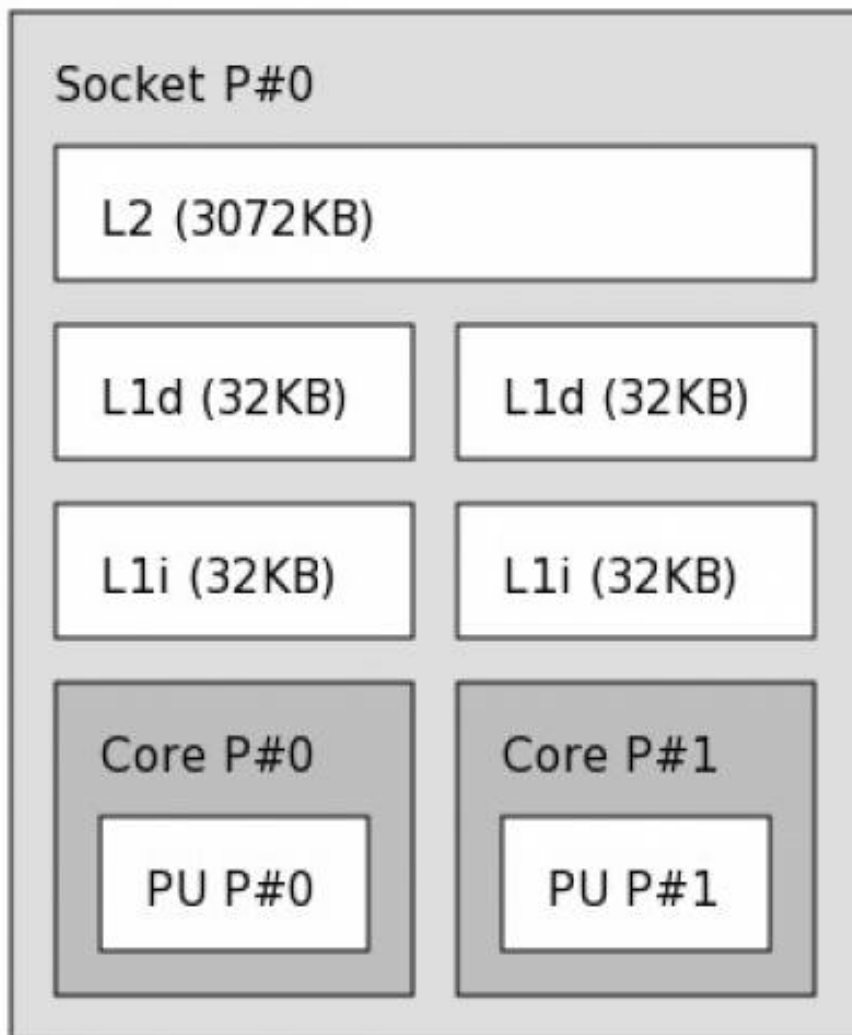 Socket P#0
L2 (3072KB)
L1d (32KB) L1d (32KB)
L1i (32KB) L1i (32KB)
Core P#0 Core P#1
PU P#0 PU P#1